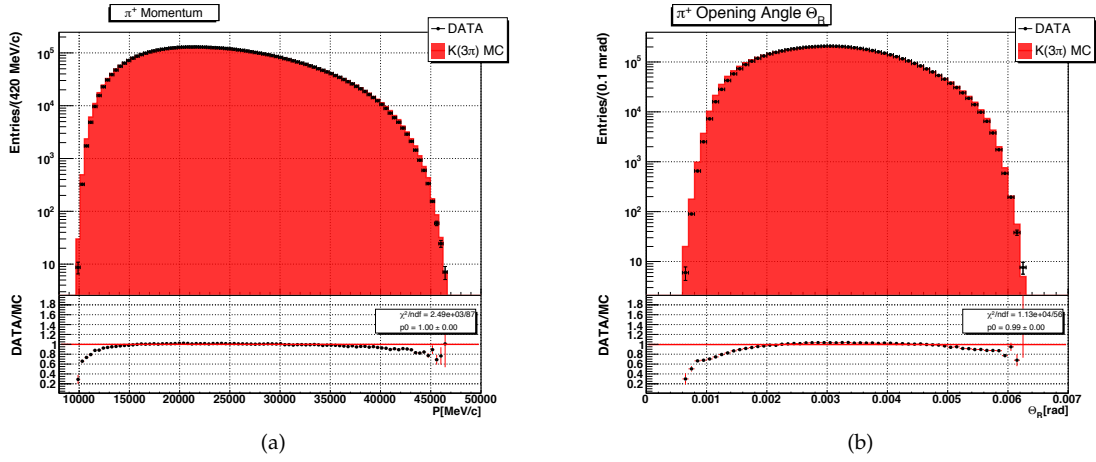 π⁺ Momentum
DATA
K(3π) MC
Entries/(420 MeV/c)
10⁵
10⁴
10³
10²
10
DATA/MC
1.8
1.6
1.4
1.2
1
0.8
0.6
0.4
0.2
χ²/ndf = 2.49e+03/87
p0 = 1.00 ± 0.00
10000 15000 20000 25000 30000 35000 40000 45000 50000
P[MeV/c]
(a)
π⁺ Opening Angle Θ_R
DATA
K(3π) MC
Entries/(0.1 mrad)
10⁵
10⁴
10³
10²
10
DATA/MC
1.8
1.6
1.4
1.2
1
0.8
0.6
0.4
0.2
χ²/ndf = 1.13e+04/56
p0 = 0.99 ± 0.00
0 0.001 0.002 0.003 0.004 0.005 0.006 0.007
Θ_R[rad]
(b)